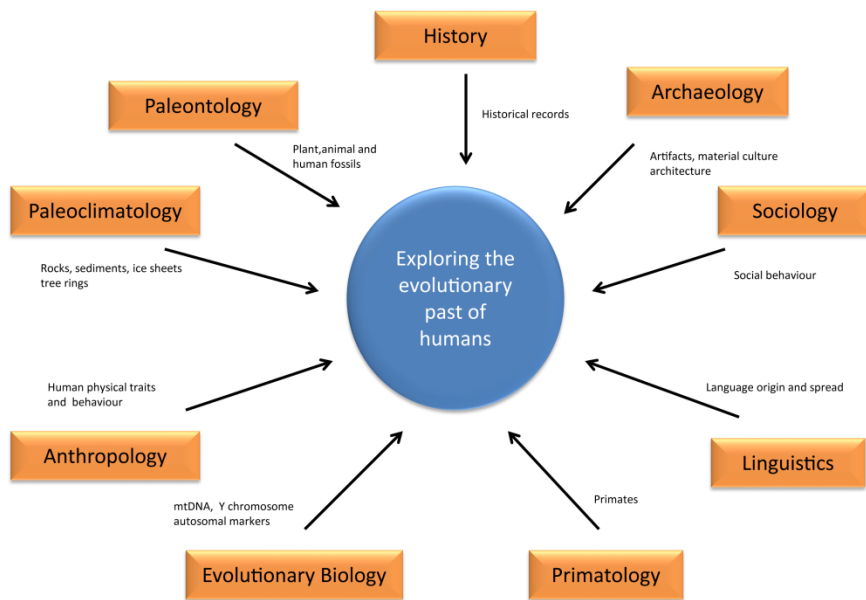 History
Historical records
Archaeology
Artifacts, material culture
architecture
Sociology
Social behaviour
Language origin and spread
Linguistics
Primates
Primatology
mtDNA, Y chromosome
autosomal markers
Evolutionary Biology
Human physical traits
and behaviour
Anthropology
Paleoclimatology
Rocks, sediments, ice sheets
tree rings
Paleontology
Plant,animal and
human fossils
Exploring the
evolutionary
past of
humans